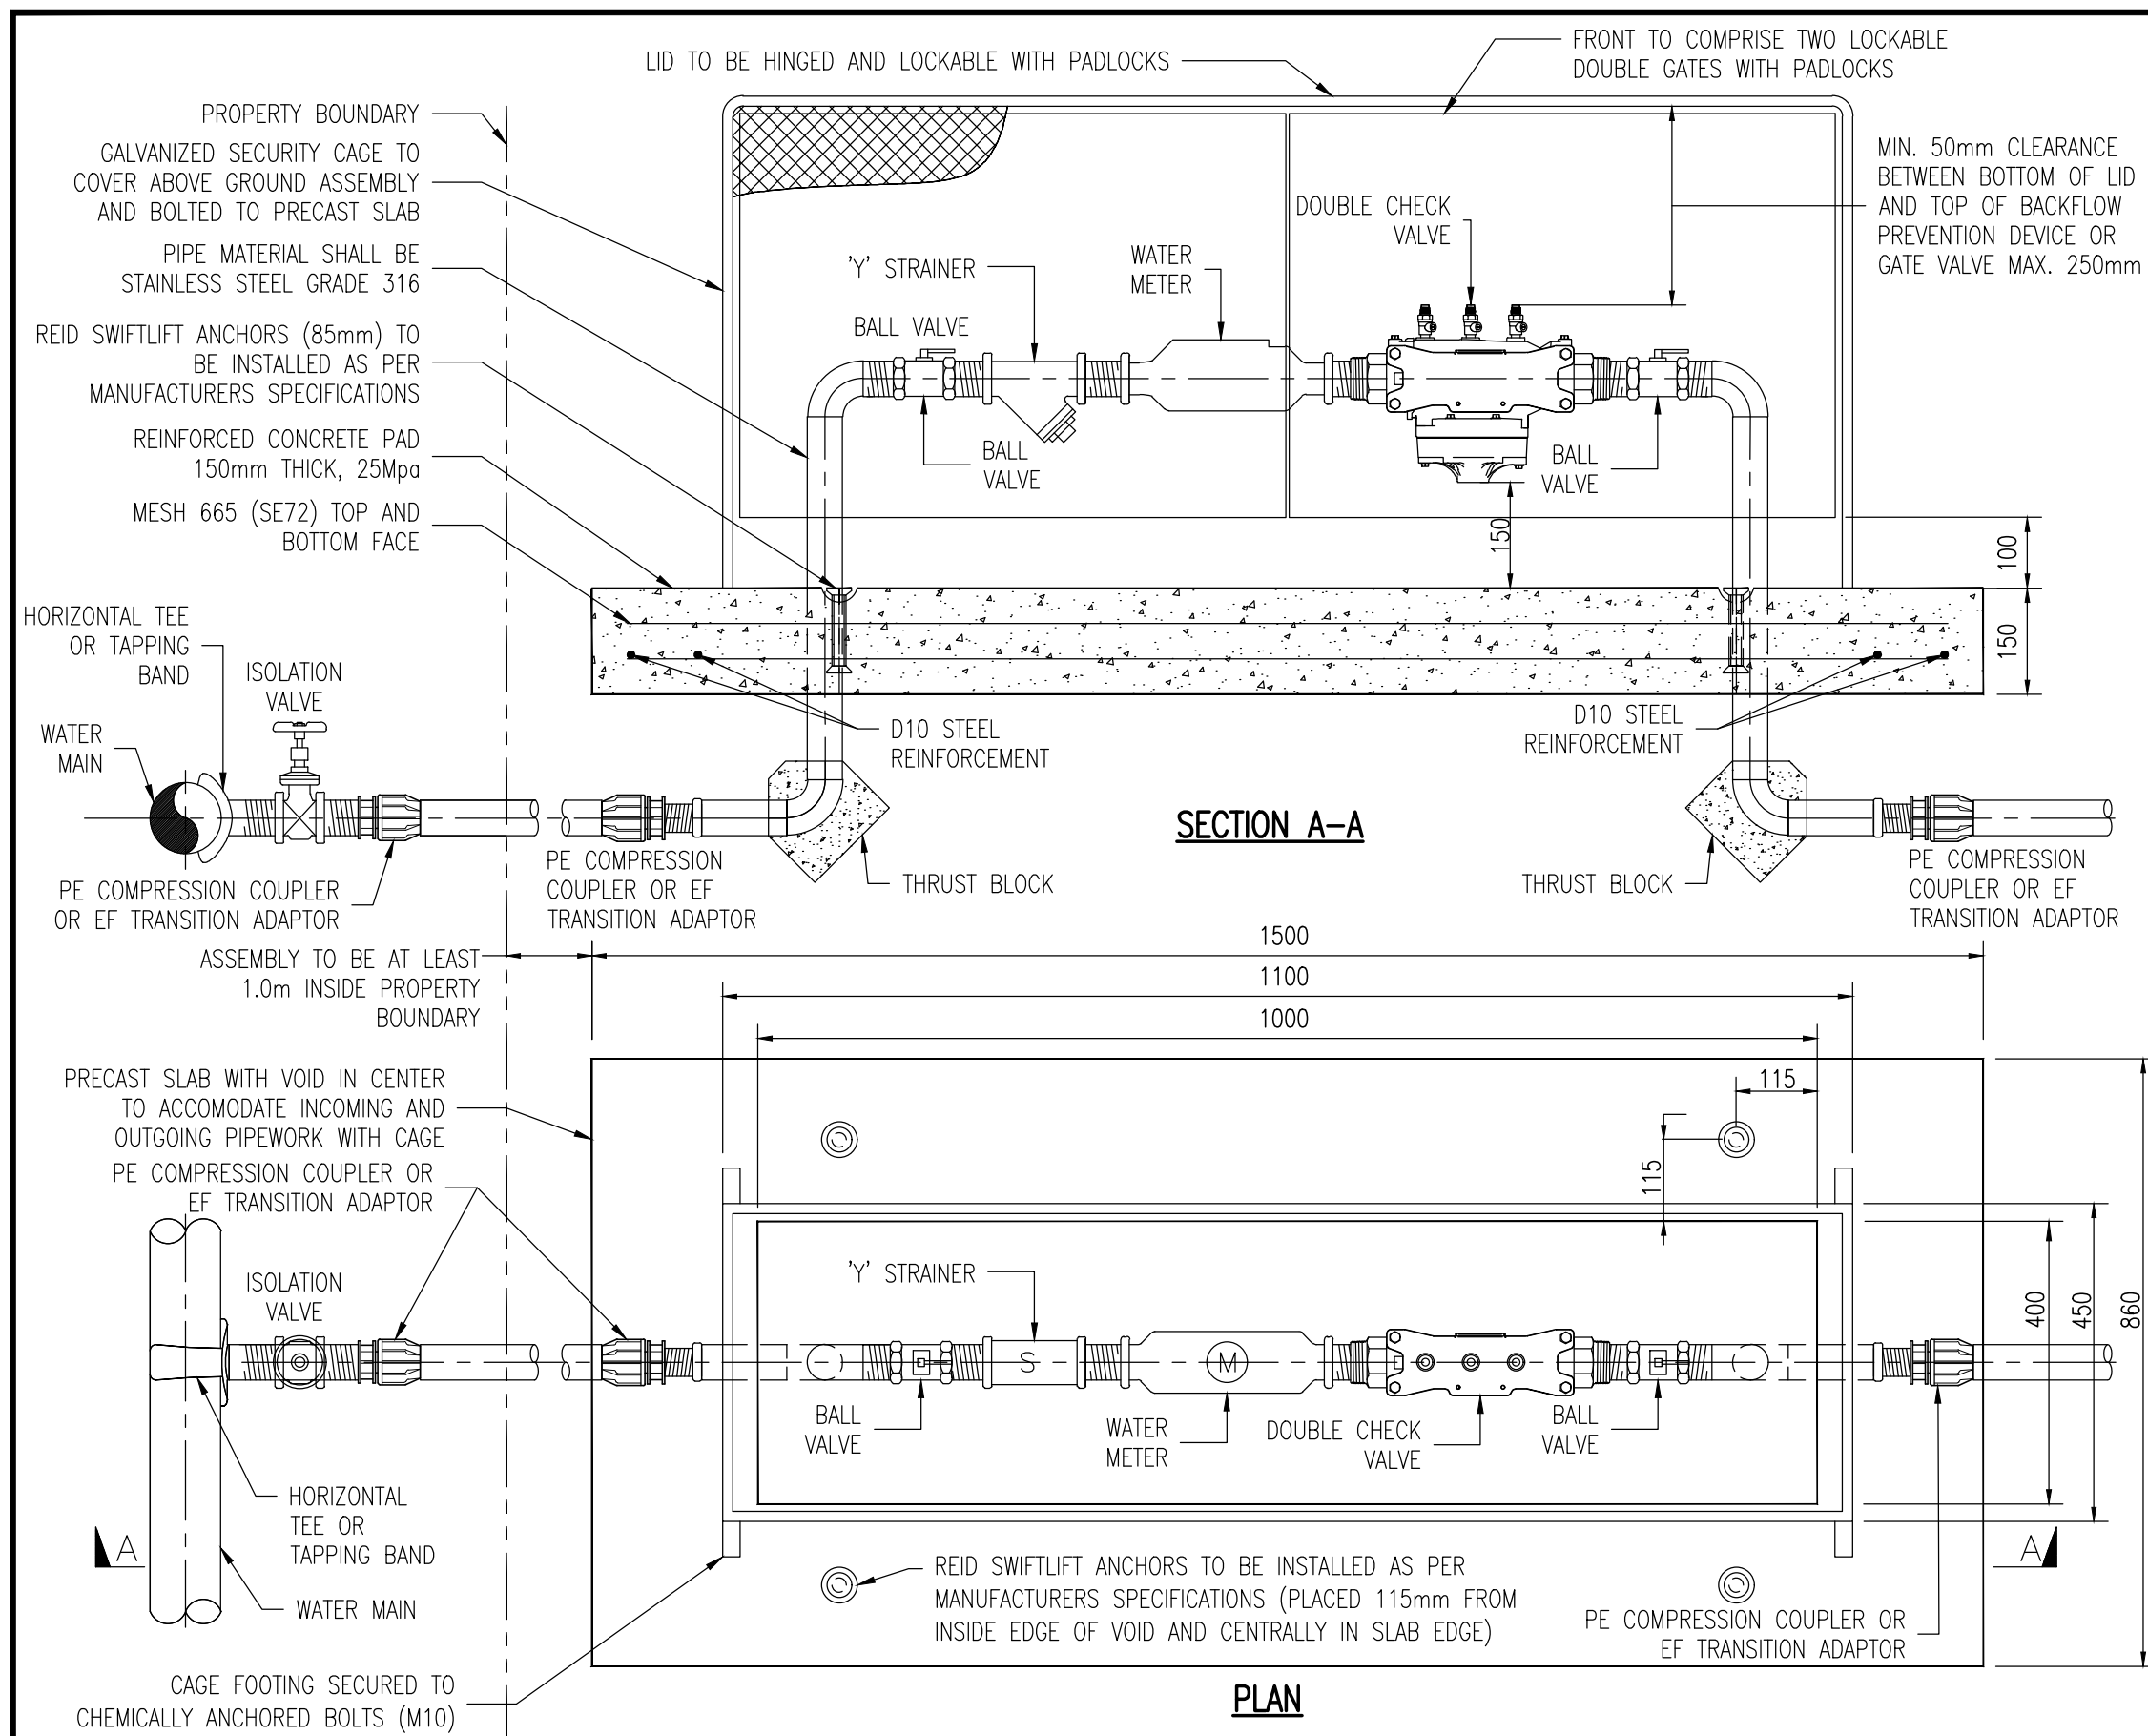 LID TO BE HINGED AND LOCKABLE WITH PADLOCKS
FRONT TO COMPRISE TWO LOCKABLE
DOUBLE GATES WITH PADLOCKS
PROPERTY BOUNDARY
GALVANIZED SECURITY CAGE TO
COVER ABOVE GROUND ASSEMBLY
AND BOLTED TO PRECAST SLAB
PIPE MATERIAL SHALL BE
STAINLESS STEEL GRADE 316
REID SWIFTLIFT ANCHORS (85mm) TO
BE INSTALLED AS PER
MANUFACTURERS SPECIFICATIONS
REINFORCED CONCRETE PAD
150mm THICK, 25Mpa
MESH 665 (SE72) TOP AND
BOTTOM FACE
MIN. 50mm CLEARANCE
BETWEEN BOTTOM OF LID
AND TOP OF BACKFLOW
PREVENTION DEVICE OR
GATE VALVE MAX. 250mm
DOUBLE CHECK
VALVE
WATER
METER
'Y' STRAINER
BALL VALVE
BALL
VALVE
BALL
VALVE
150
100
150
HORIZONTAL TEE
OR TAPPING
BAND
ISOLATION
VALVE
WATER
MAIN
D10 STEEL
REINFORCEMENT
D10 STEEL
REINFORCEMENT
SECTION A-A
PE COMPRESSION COUPLER
OR EF TRANSITION ADAPTOR
PE COMPRESSION
COUPLER OR EF
TRANSITION ADAPTOR
THRUST BLOCK
THRUST BLOCK
PE COMPRESSION
COUPLER OR EF
TRANSITION ADAPTOR
ASSEMBLY TO BE AT LEAST
1.0m INSIDE PROPERTY
BOUNDARY
1500
1100
1000
PRECAST SLAB WITH VOID IN CENTER
TO ACCOMODATE INCOMING AND
OUTGOING PIPEWORK WITH CAGE
PE COMPRESSION COUPLER OR
EF TRANSITION ADAPTOR
115
115
ISOLATION
VALVE
'Y' STRAINER
S
M
400
450
860
BALL
VALVE
WATER
METER
DOUBLE CHECK
VALVE
BALL
VALVE
HORIZONTAL
TEE OR
TAPPING BAND
A
A
WATER MAIN
REID SWIFTLIFT ANCHORS TO BE INSTALLED AS PER
MANUFACTURERS SPECIFICATIONS (PLACED 115mm FROM
INSIDE EDGE OF VOID AND CENTRALLY IN SLAB EDGE)
PE COMPRESSION COUPLER OR
EF TRANSITION ADAPTOR
CAGE FOOTING SECURED TO
CHEMICALLY ANCHORED BOLTS (M10)
PLAN